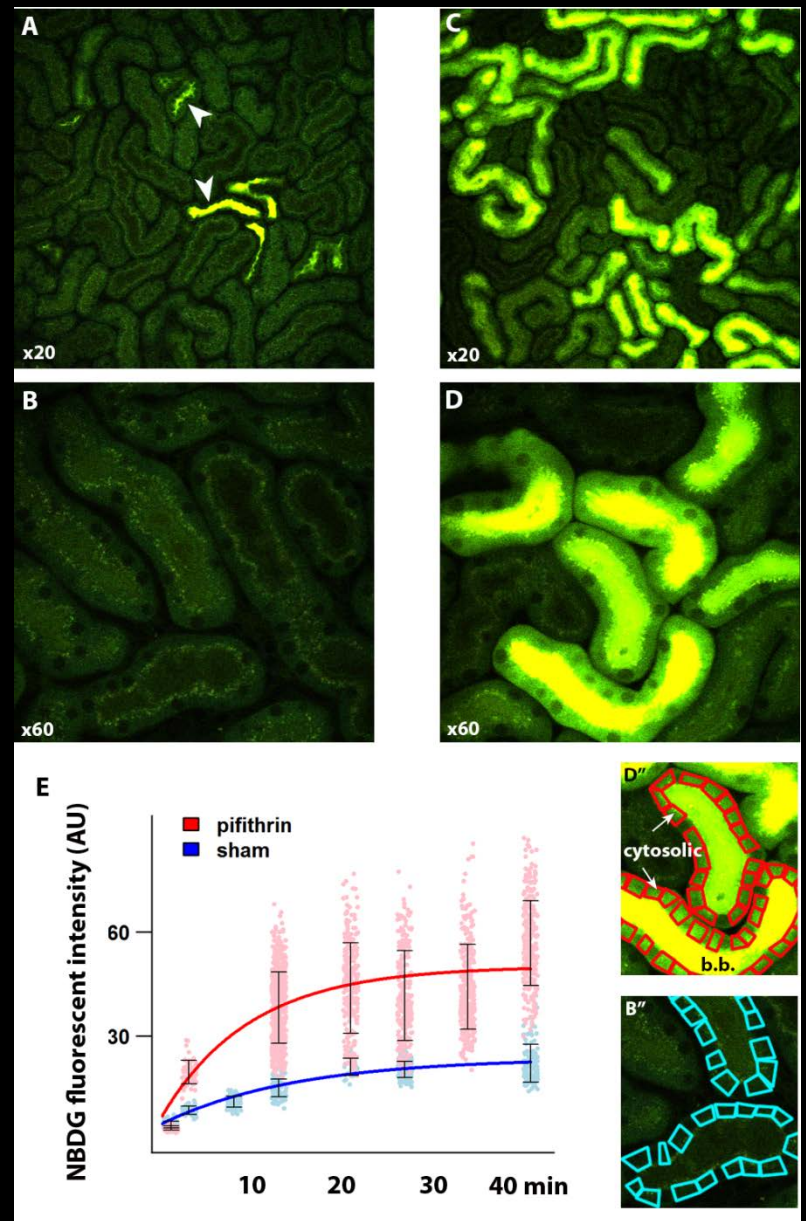 A
x20
C
x20
B
x60
D
x60
E
NBDG fluorescent intensity (AU)
pifithrin
sham
60
30
10
20
30
40 min
D"
cytosolic
b.b.
B"